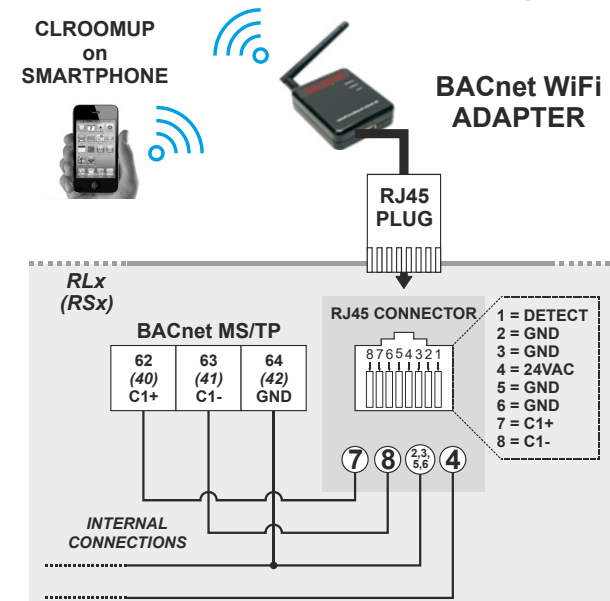 CLROOMUP
on
SMARTPHONE
BACnet WiFi
ADAPTER
RJ45
PLUG
RLx
(RSx)
BACnet MS/TP
62
(40)
C1+
63
(41)
C1-
64
(42)
GND
RJ45 CONNECTOR
87654321
1 = DETECT
2 = GND
3 = GND
4 = 24VAC
5 = GND
6 = GND
7 = C1+
8 = C1-
7
8
2,3,
5,6
4
INTERNAL
CONNECTIONS